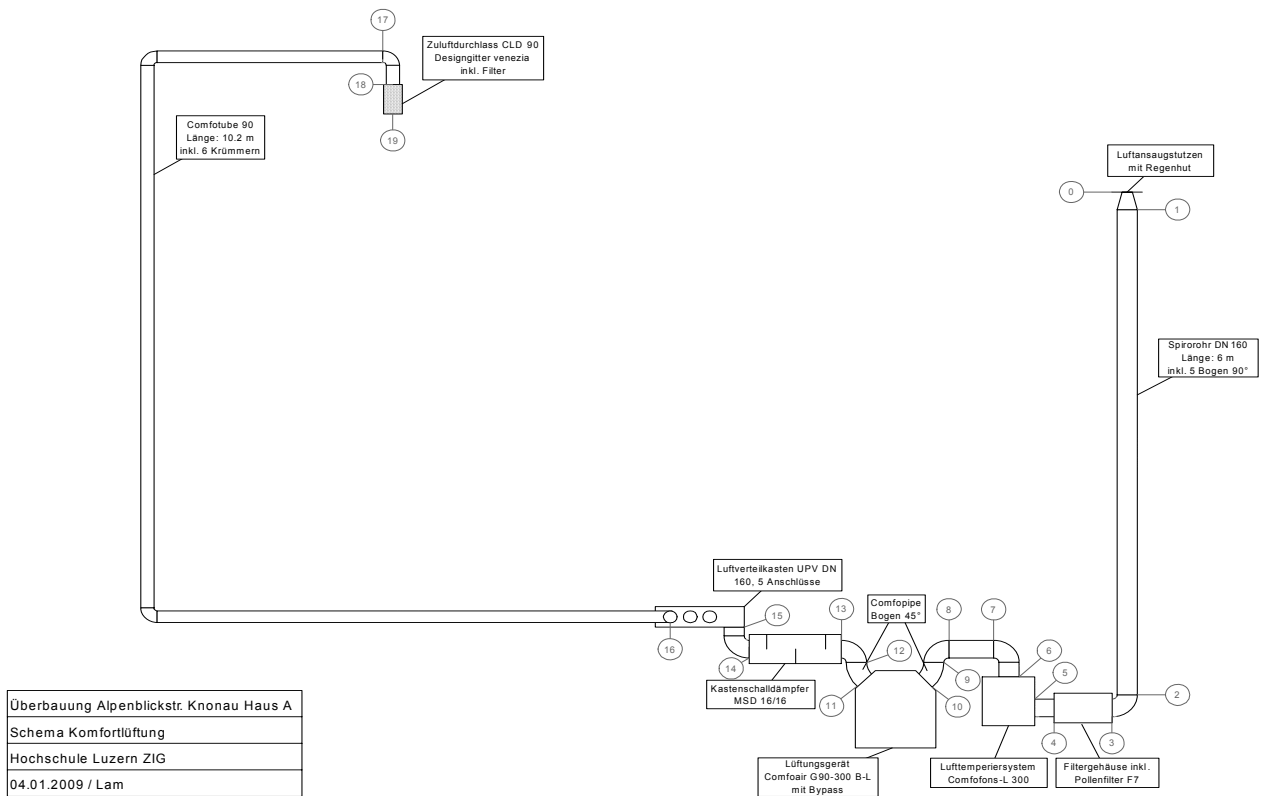 17
Zuluftdurchlass CLD 90
Designgitter venezia
inkl. Filter
18
19
Comfotube 90
Länge: 10.2 m
inkl. 6 Krümmern
Luftansaugstutzen
mit Regenhut
0
1
Spirorohr DN 160
Länge: 6 m
inkl. 5 Bogen 90°
Luftverteilkasten UPV DN
160, 5 Anschlüsse
Comfopipe
Bogen 45°
13
8
7
15
16
14
12
9
6
5
11
10
2
4
3
Kastenschalldämpfer
MSD 16/16
Lüftungsgerät
Comfoair G90-300 B-L
mit Bypass
Lufttemperiersystem
Comfofons-L 300
Filtergehäuse inkl.
Pollenfilter F7
Überbauung Alpenblickstr. Knonau Haus A
Schema Komfortlüftung
Hochschule Luzern ZIG
04.01.2009 / Lam